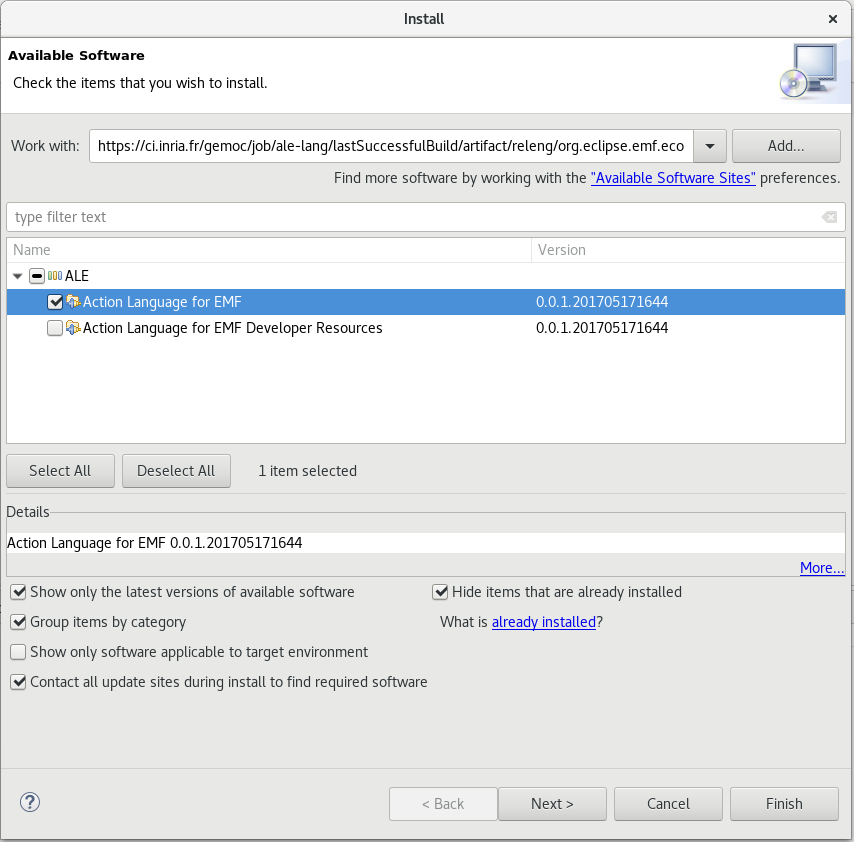 Install
Available Software
Check the items that you wish to install.
Work with: https://ci.inria.fr/gemoc/job/ale-lang/lastSuccessfulBuild/artifact/releng/org.eclipse.emf.eco Add...
Find more software by working with the "Available Software Sites" preferences.
type filter text
Name Version
ALE
Action Language for EMF 0.0.1.201705171644
Action Language for EMF Developer Resources 0.0.1.201705171644
Select All Deselect All 1 item selected
Details
Action Language for EMF 0.0.1.201705171644
More...
Show only the latest versions of available software Hide items that are already installed
Group items by category What is already installed?
Show only software applicable to target environment
Contact all update sites during install to find required software
? < Back Next > Cancel Finish